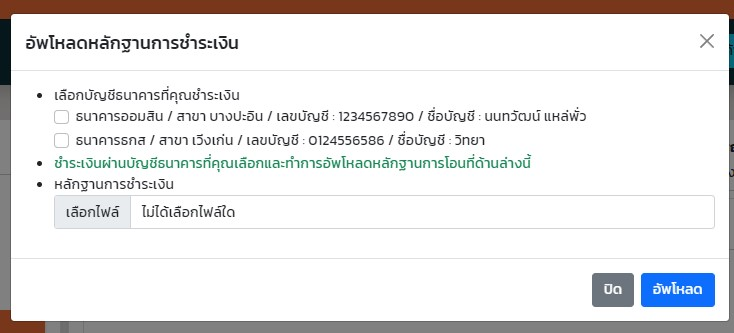 อัพโหลดหลักฐานการชำระเงิน
เลือกบัญชีธนาคารที่คุณชำระเงิน
ธนาคารออมสิน / สาขา บางปะอิน / เลขบัญชี : 1234567890 / ชื่อบัญชี : นนทวัฒน์ แหล่พั่ว
ธนาคารธกส / สาขา เวีงเก่น / เลขบัญชี : 0124556586 / ชื่อบัญชี : วิทยา
ชำระเงินผ่านบัญชีธนาคารที่คุณเลือกและทำการอัพโหลดหลักฐานการโอนที่ด้านล่างนี้
หลักฐานการชำระเงิน
เลือกไฟล์ ไม่ได้เลือกไฟล์ใด
ปิด อัพโหลด